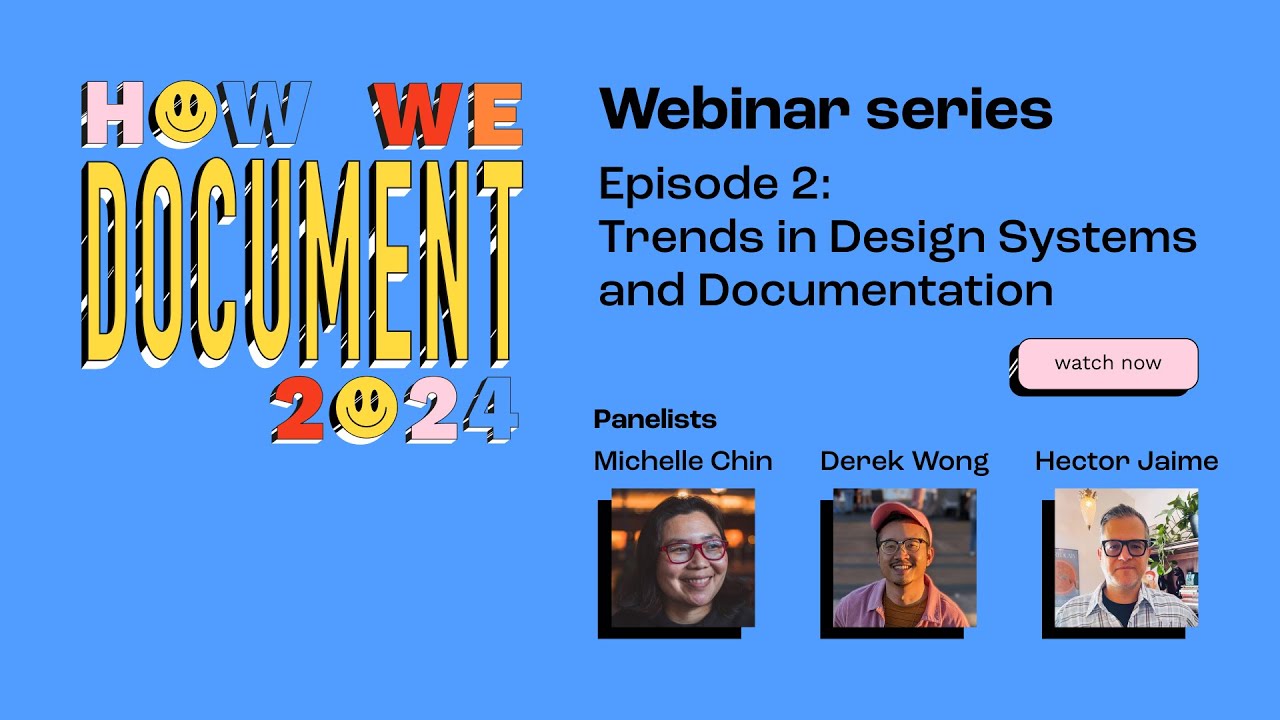 HOW WE
DOCUMENT
2024
Webinar series
Episode 2:
Trends in Design Systems
and Documentation
watch now
Panelists
Michelle Chin
Derek Wong
Hector Jaime